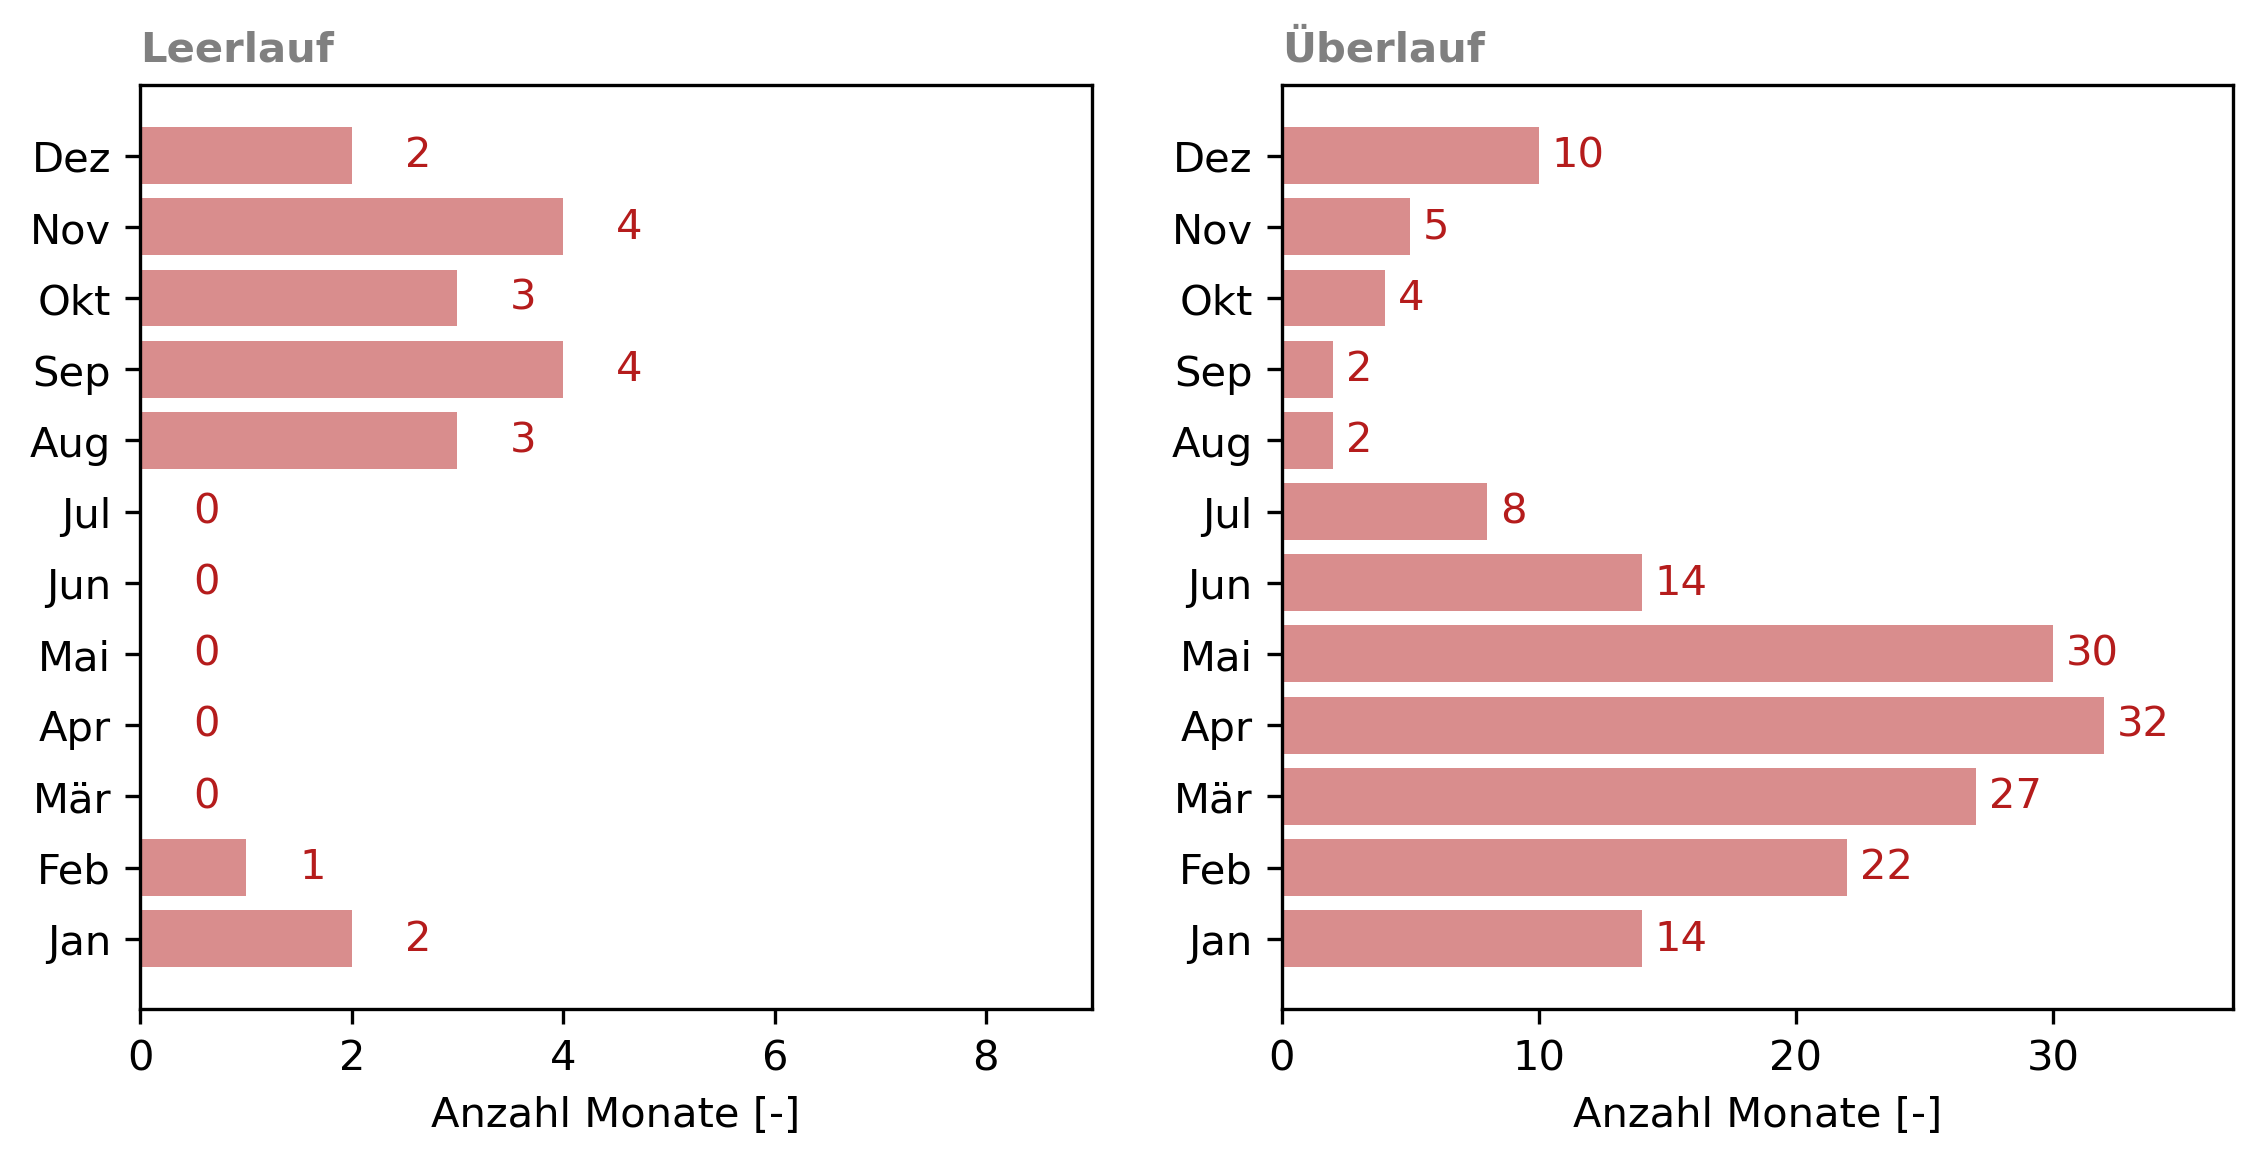 Leerlauf
Dez 2
Nov 4
Okt 3
Sep 4
Aug 3
Jul 0
Jun 0
Mai 0
Apr 0
Mär 0
Feb 1
Jan 2
0 2 4 6 8
Anzahl Monate [-]
Überlauf
Dez 10
Nov 5
Okt 4
Sep 2
Aug 2
Jul 8
Jun 14
Mai 30
Apr 32
Mär 27
Feb 22
Jan 14
0 10 20 30
Anzahl Monate [-]